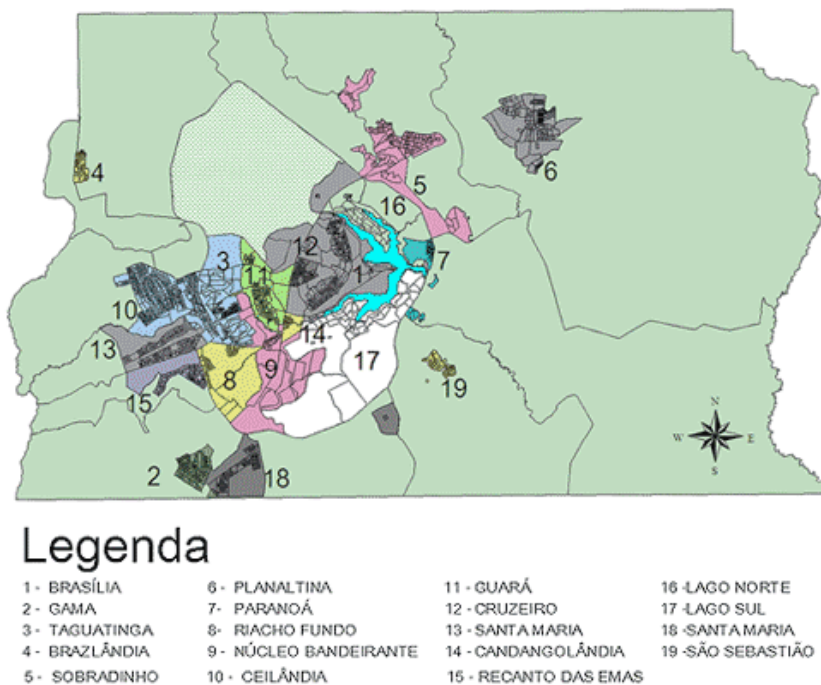 4
6
5
16
12
3
11
1
7
10
14
13
17
9
8
19
15
N
W E
S
2
18
Legenda
1 - BRASÍLIA
2 - GAMA
3 - TAGUATINGA
4 - BRAZLÂNDIA
5 - SOBRADINHO
6 - PLANALTINA
7- PARANOÁ
8- RIACHO FUNDO
9 - NÚCLEO BANDEIRANTE
10 - CEILÂNDIA
11 - GUARÁ
12 - CRUZEIRO
13 - SANTA MARIA
14 - CANDANGOLÂNDIA
15 - RECANTO DAS EMAS
16 -LAGO NORTE
17 -LAGO SUL
18 -SANTA MARIA
19 -SÃO SEBASTIÃO